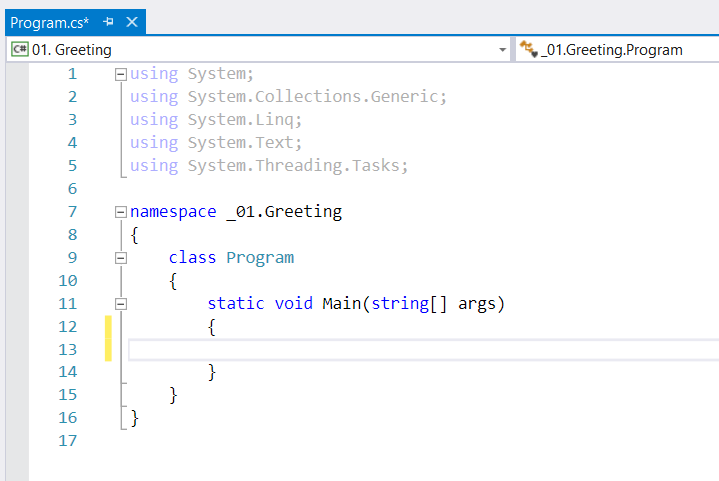 Program.cs*
C# 01. Greeting _01.Greeting.Program
1 using System;
2 using System.Collections.Generic;
3 using System.Linq;
4 using System.Text;
5 using System.Threading.Tasks;
6
7 namespace _01.Greeting
8 {
9 class Program
10 {
11 static void Main(string[] args)
12 {
13
14 }
15 }
16 }
17